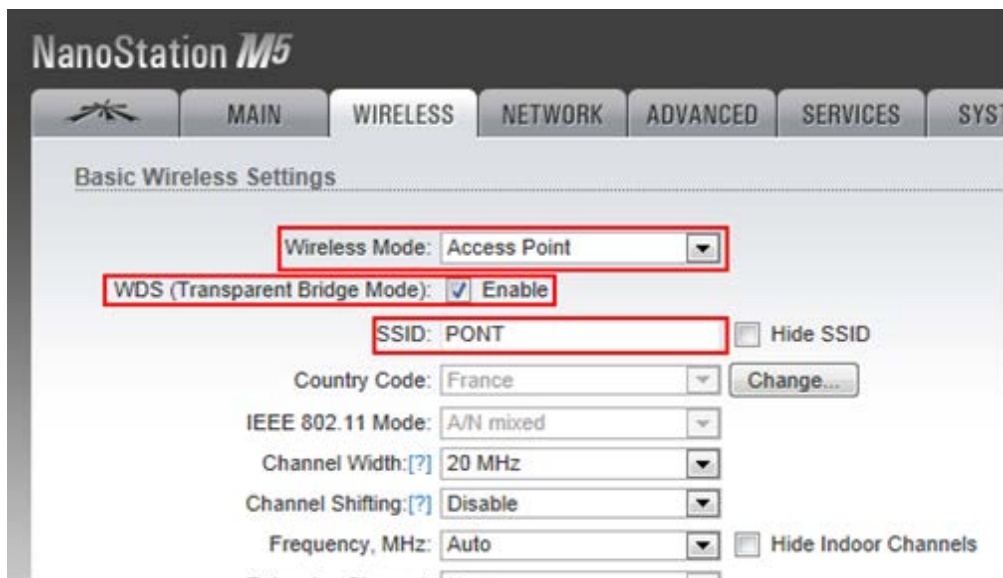 NanoStation M5
MAIN WIRELESS NETWORK ADVANCED SERVICES
Basic Wireless Settings
Wireless Mode: Access Point
WDS (Transparent Bridge Mode): Enable
SSID: PONT Hide SSID
Country Code: France Change...
IEEE 802.11 Mode: A/N mixed
Channel Width:[?] 20 MHz
Channel Shifting:[?] Disable
Frequency, MHz: Auto Hide Indoor Channels